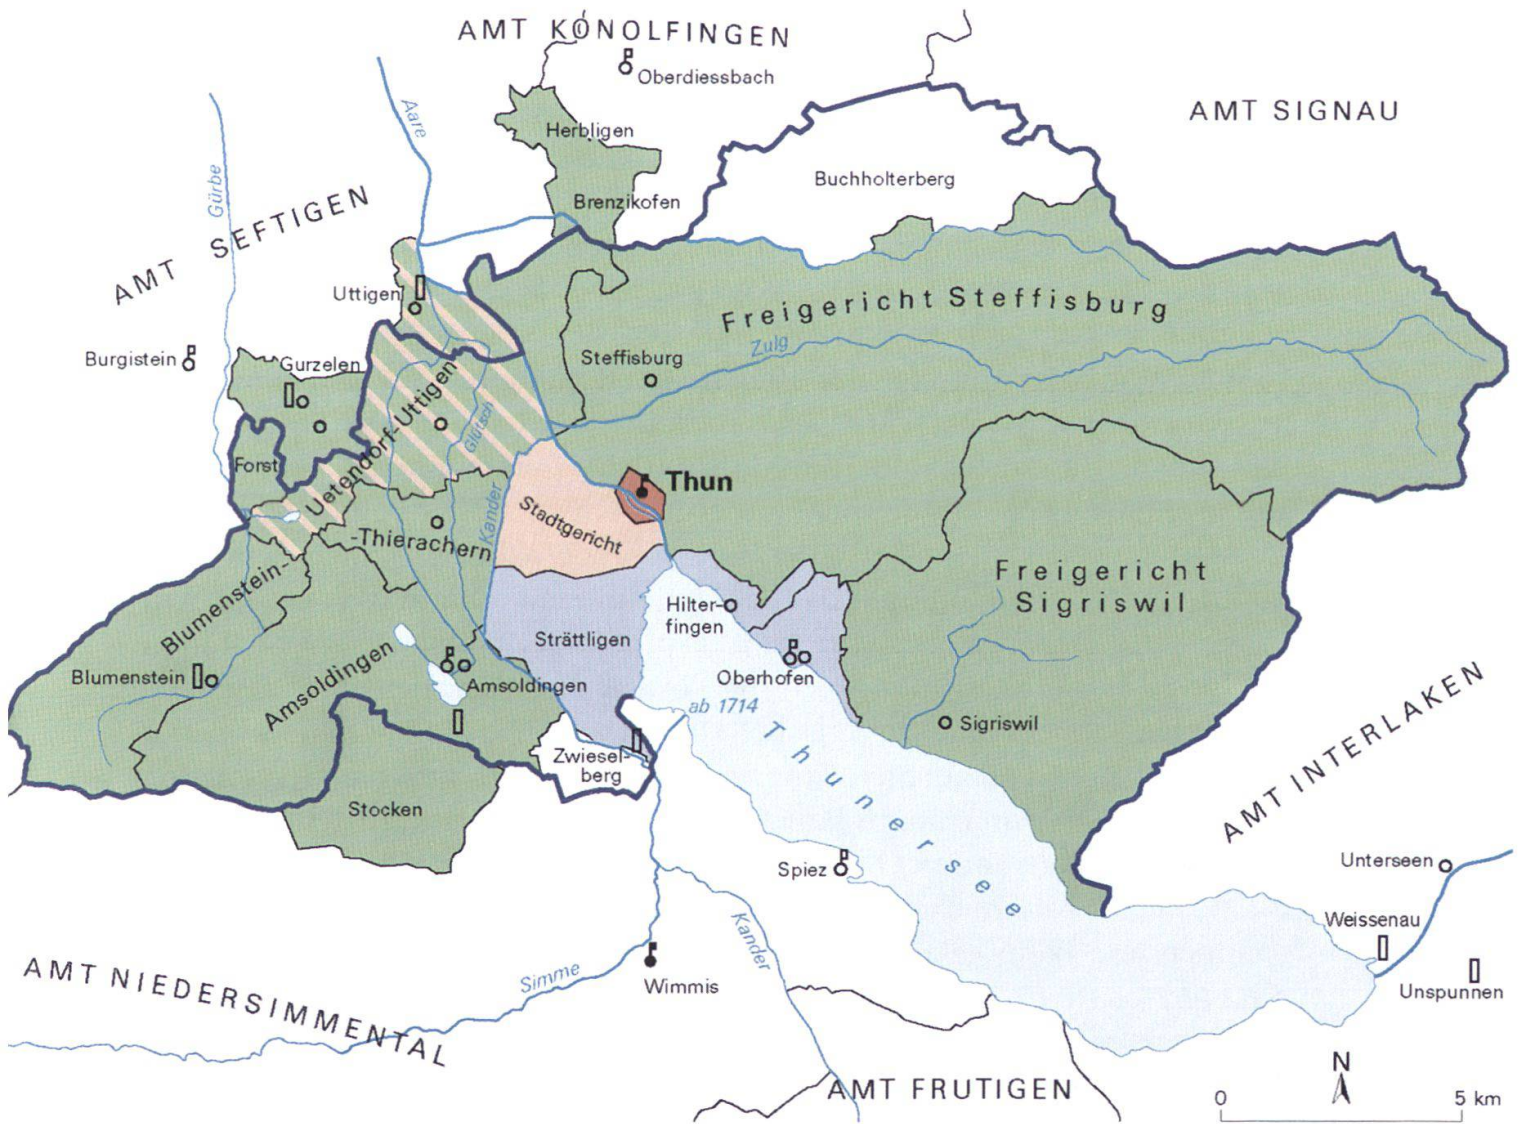 AMT KONOLFINGEN
Oberdiessbach
AMT SIGNAU
Aare
Herbligen
Gürbe
Buchholterberg
Brenzikofen
AMT SEFTIGEN
Uttigen
Freigericht Steffisburg
Burgistein
Gurzelen
Steffisburg
Zulg
Uetendorf-Uttigen
Glütsch
Forst
Thun
Kander
Stadtgericht
-Thierachern
Freigericht
Sigriswil
Blumenstein-
Hilter-
fingen
Strättligen
Blumenstein
Amsoldingen
Amsoldingen
Oberhofen
ab 1714
Sigriswil
Thunersee
Zwiesel-
berg
AMT INTERLAKEN
Stocken
Spiez
Unterseen
Weissenau
Kander
AMT NIEDERSIMMENTAL
Simme
Wimmis
Unspunnen
AMT FRUTIGEN
N
0 5 km